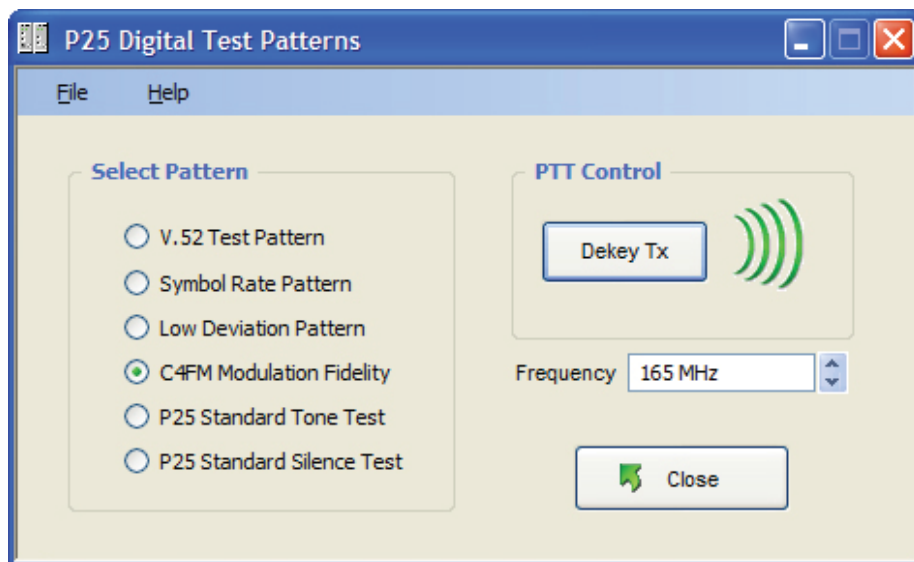 P25 Digital Test Patterns
File Help
Select Pattern
V.52 Test Pattern
Symbol Rate Pattern
Low Deviation Pattern
C4FM Modulation Fidelity
P25 Standard Tone Test
P25 Standard Silence Test
PTT Control
Dekey Tx
Frequency 165 MHz
Close